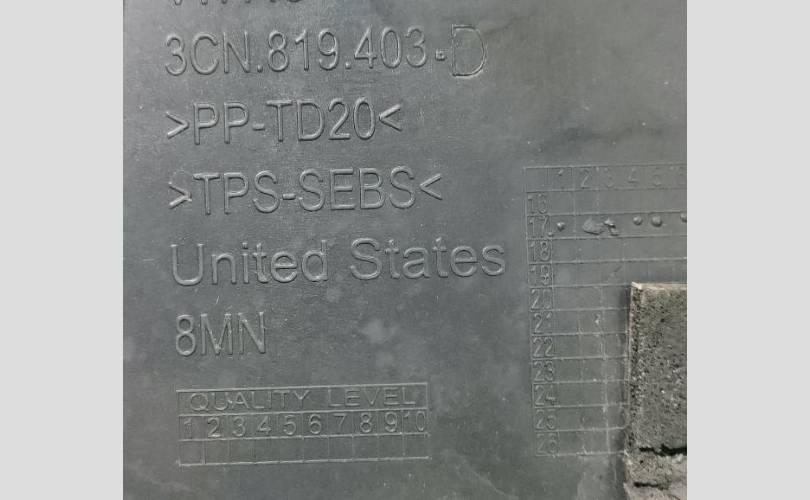 3CN.819.403.D
>PP-TD20<
>TPS-SEBS<
United States
8MN
QUALITY LEVEL
1 2 3 4 5 6 7 8 9 10
1 2 3 4 5 6
16
17
18
19
20
21
22
23
24
25
26